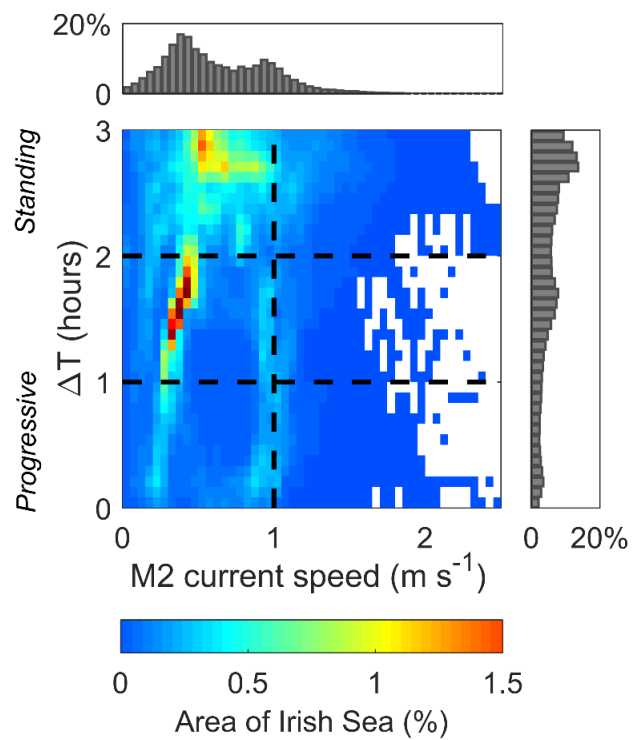 20%
0
3
2
1
0
Standing
Progressive
ΔT (hours)
0 1 2
M2 current speed (m s⁻¹)
0 20%
0 0.5 1 1.5
Area of Irish Sea (%)